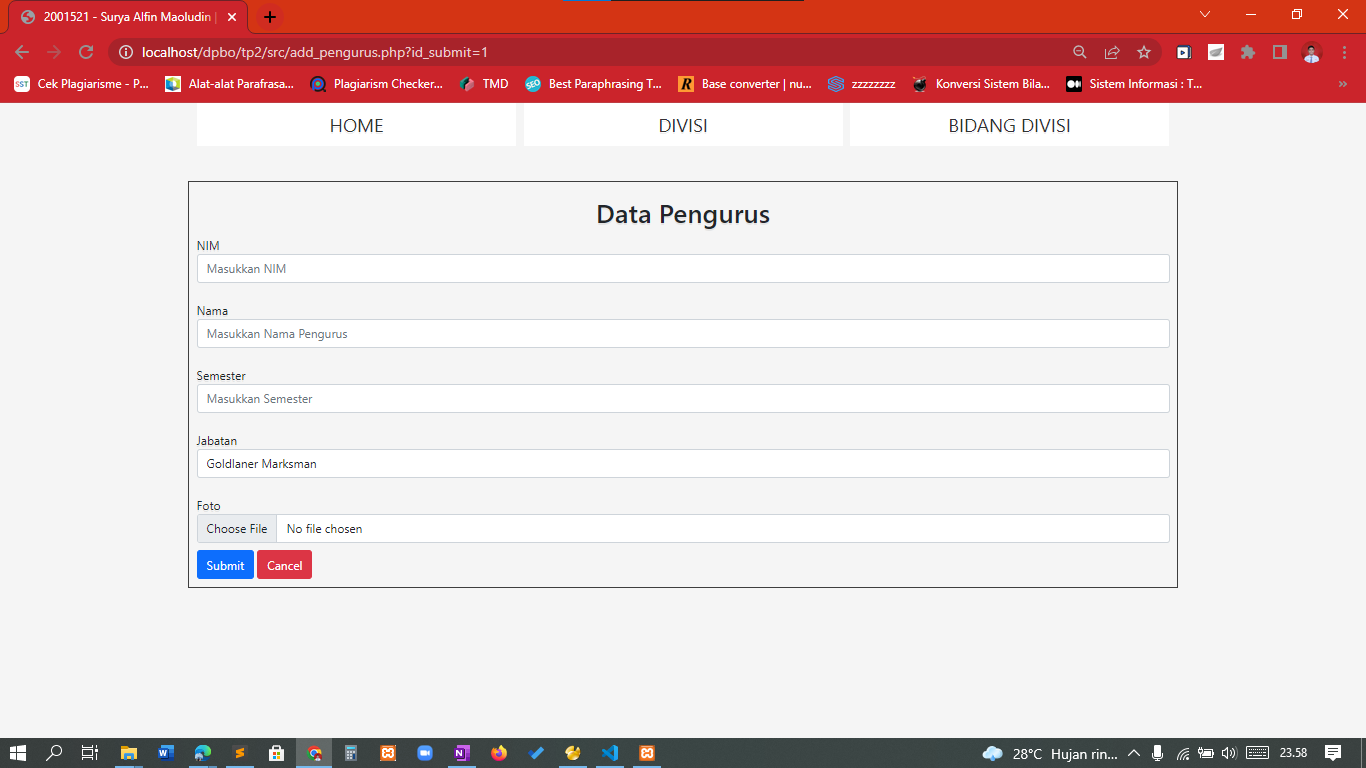 2001521 - Surya Alfin Maoludin |
localhost/dpbo/tp2/src/add_pengurus.php?id_submit=1
SST Cek Plagiarisme - P... Alat-alat Parafrasa... Plagiarism Checker... TMD SEO Best Paraphrasing T... R Base converter | nu... zzzzzzzz Konversi Sistem Bila... Sistem Informasi : T... »
HOME DIVISI BIDANG DIVISI
Data Pengurus
NIM
Masukkan NIM
Nama
Masukkan Nama Pengurus
Semester
Masukkan Semester
Jabatan
Goldlaner Marksman
Foto
Choose File No file chosen
Submit Cancel
28°C Hujan rin... 23.58